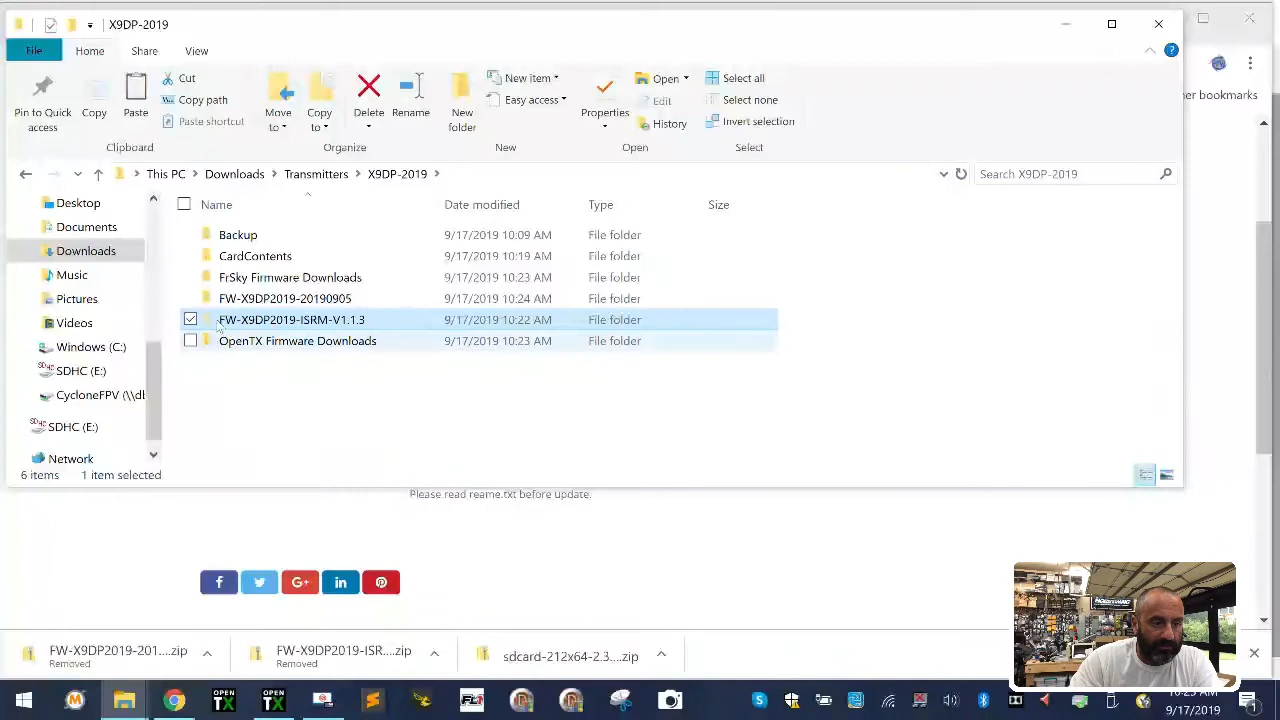 X9DP-2019
File
Home
Share
View
Pin to Quick access
Copy
Paste
Cut
Copy path
Paste shortcut
Clipboard
Move to
Copy to
Delete
Rename
Organize
New folder
New item
Easy access
New
Properties
Open
Edit
History
Open
Select all
Select none
Invert selection
Select
This PC
Downloads
Transmitters
X9DP-2019
Search X9DP-2019
her bookmarks
Desktop
Documents
Downloads
Music
Pictures
Videos
Windows (C:)
SDHC (E:)
CycloneFPV (\\dl
SDHC (E:)
Network
Name
Date modified
Type
Size
Backup 9/17/2019 10:09 AM File folder
CardContents 9/17/2019 10:19 AM File folder
FrSky Firmware Downloads 9/17/2019 10:23 AM File folder
FW-X9DP2019-20190905 9/17/2019 10:24 AM File folder
FW-X9DP2019-ISRM-V1.1.3 9/17/2019 10:22 AM File folder
OpenTX Firmware Downloads 9/17/2019 10:23 AM File folder
6 items 1 item selected
Please read reame.txt before update.
FW-X9DP2019-201....zip
Removed
FW-X9DP2019-ISR....zip
Removed
sdcard-212x64-2.3....zip
OPEN TX
OPEN TX
10:25 AM
9/17/2019